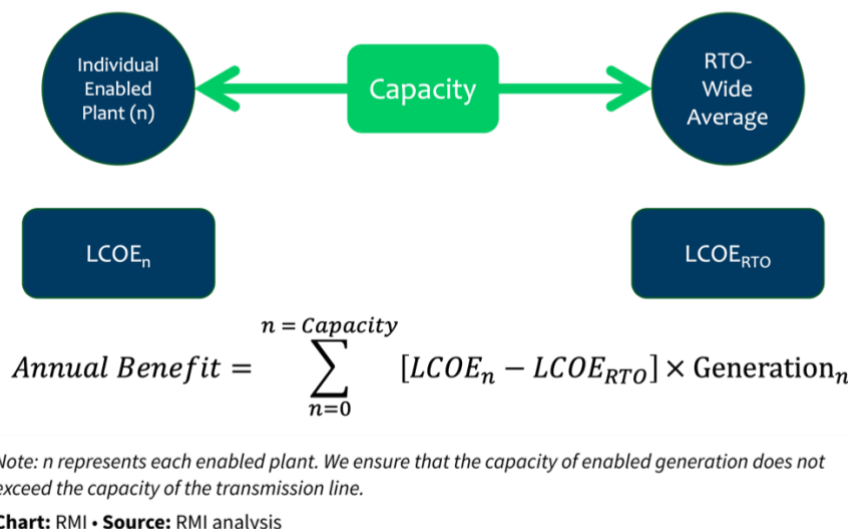 Individual
Enabled
Plant (n)
Capacity
RTO-
Wide
Average
LCOEₙ
LCOE_RTO
n = Capacity
Annual Benefit = ∑ [LCOEₙ − LCOE_RTO] × Generationₙ
n=0
Note: n represents each enabled plant. We ensure that the capacity of enabled generation does not
exceed the capacity of the transmission line.
Chart: RMI • Source: RMI analysis